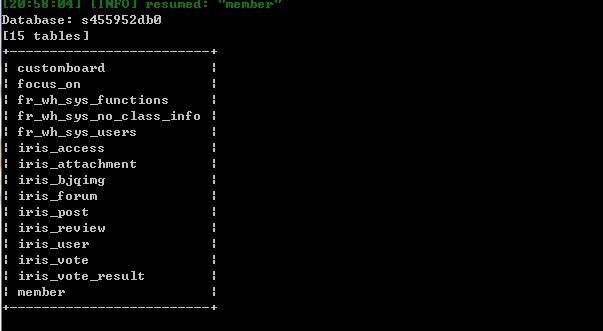 [20:58:04] [INFO] resumed: "member"
Database: s455952db0
[15 tables]
+--------------------------+
| customboard              |
| focus_on                 |
| fr_wh_sys_functions      |
| fr_wh_sys_no_class_info  |
| fr_wh_sys_users          |
| iris_access              |
| iris_attachment          |
| iris_bjqimg              |
| iris_forum               |
| iris_post                |
| iris_review              |
| iris_user                |
| iris_vote                |
| iris_vote_result         |
| member                   |
+--------------------------+